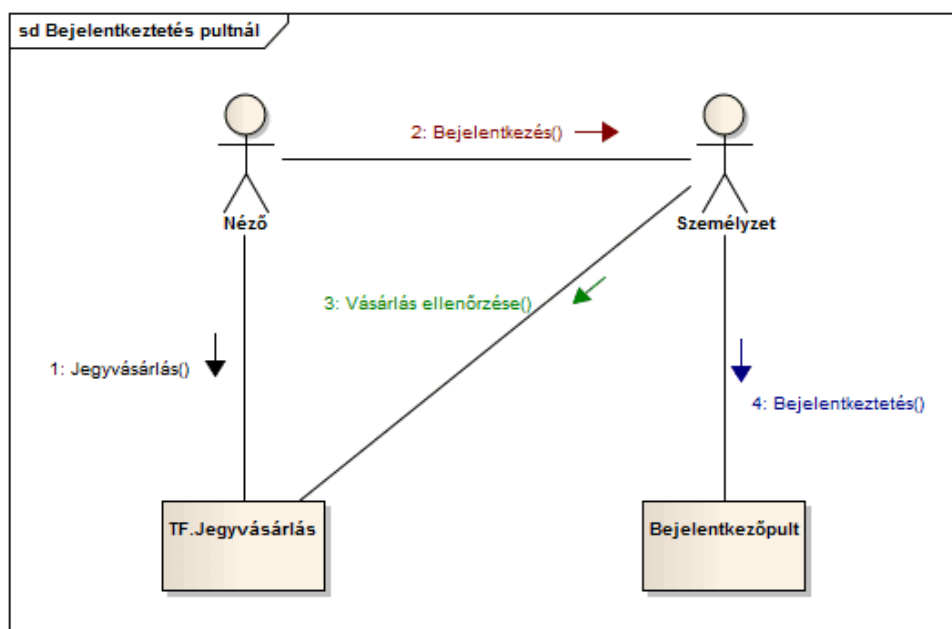 sd Bejelentkeztetés pultnál
2: Bejelentkezés()
Néző
Személyzet
3: Vásárlás ellenőrzése()
1: Jegyvásárlás()
4: Bejelentkeztetés()
TF.Jegyvásárlás
Bejelentkezőpult